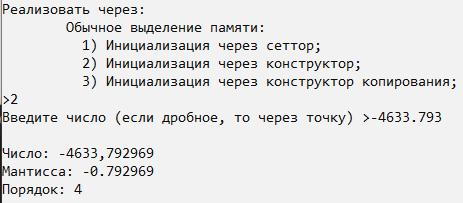 Реализовать через:
Обычное выделение памяти:
1) Инициализация через сеттор;
2) Инициализация через конструктор;
3) Инициализация через конструктор копирования;
>2
Введите число (если дробное, то через точку) >-4633.793
Число: -4633,792969
Мантисса: -0.792969
Порядок: 4